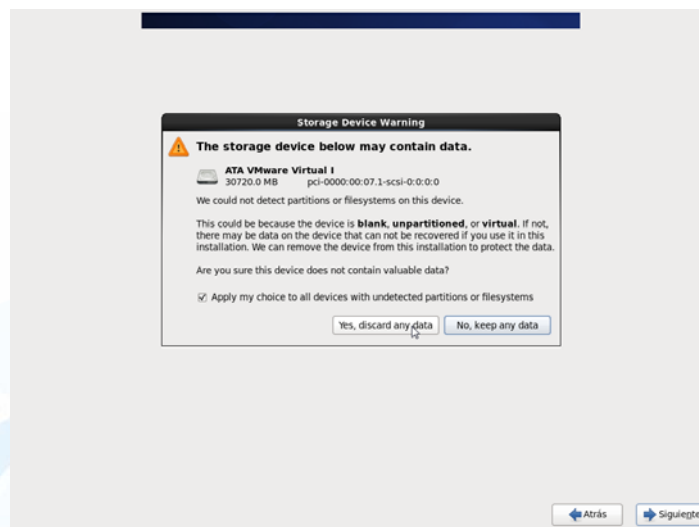 Storage Device Warning
The storage device below may contain data.
ATA VMware Virtual I
30720.0 MB pci-0000:00:07.1-scsi-0:0:0:0
We could not detect partitions or filesystems on this device.
This could be because the device is blank, unpartitioned, or virtual. If not,
there may be data on the device that can not be recovered if you use it in this
installation. We can remove the device from this installation to protect the data.
Are you sure this device does not contain valuable data?
Apply my choice to all devices with undetected partitions or filesystems
Yes, discard any data No, keep any data
Atrás Siguiente